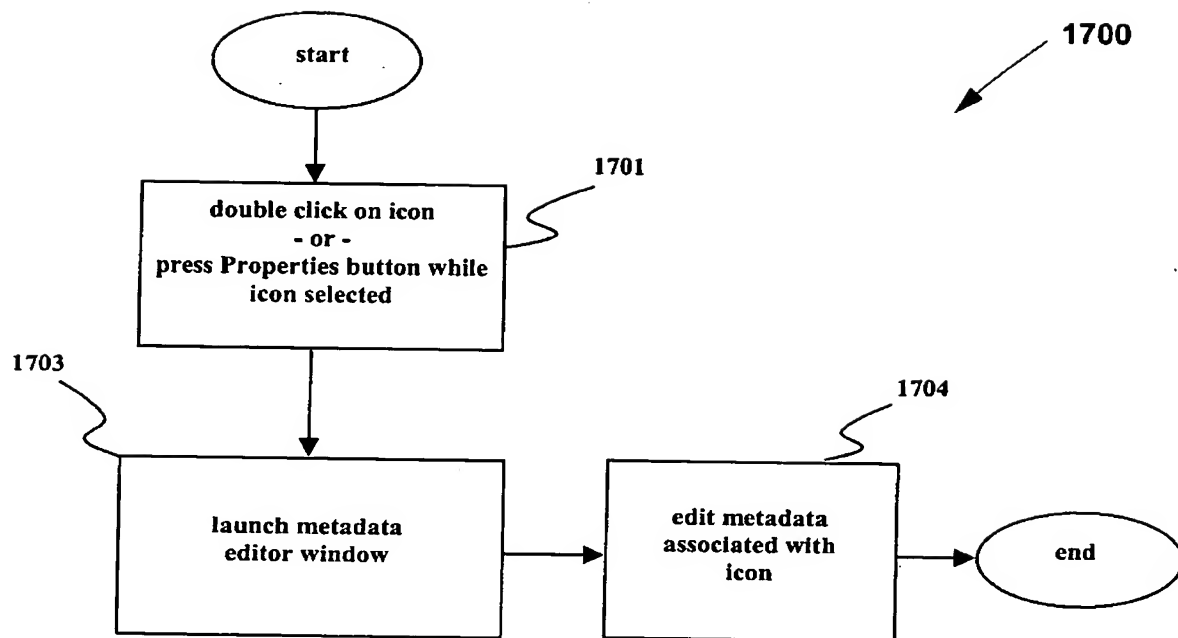 start
1700
1701
double click on icon
- or -
press Properties button while
icon selected
1703
1704
launch metadata
editor window
edit metadata
associated with
icon
end